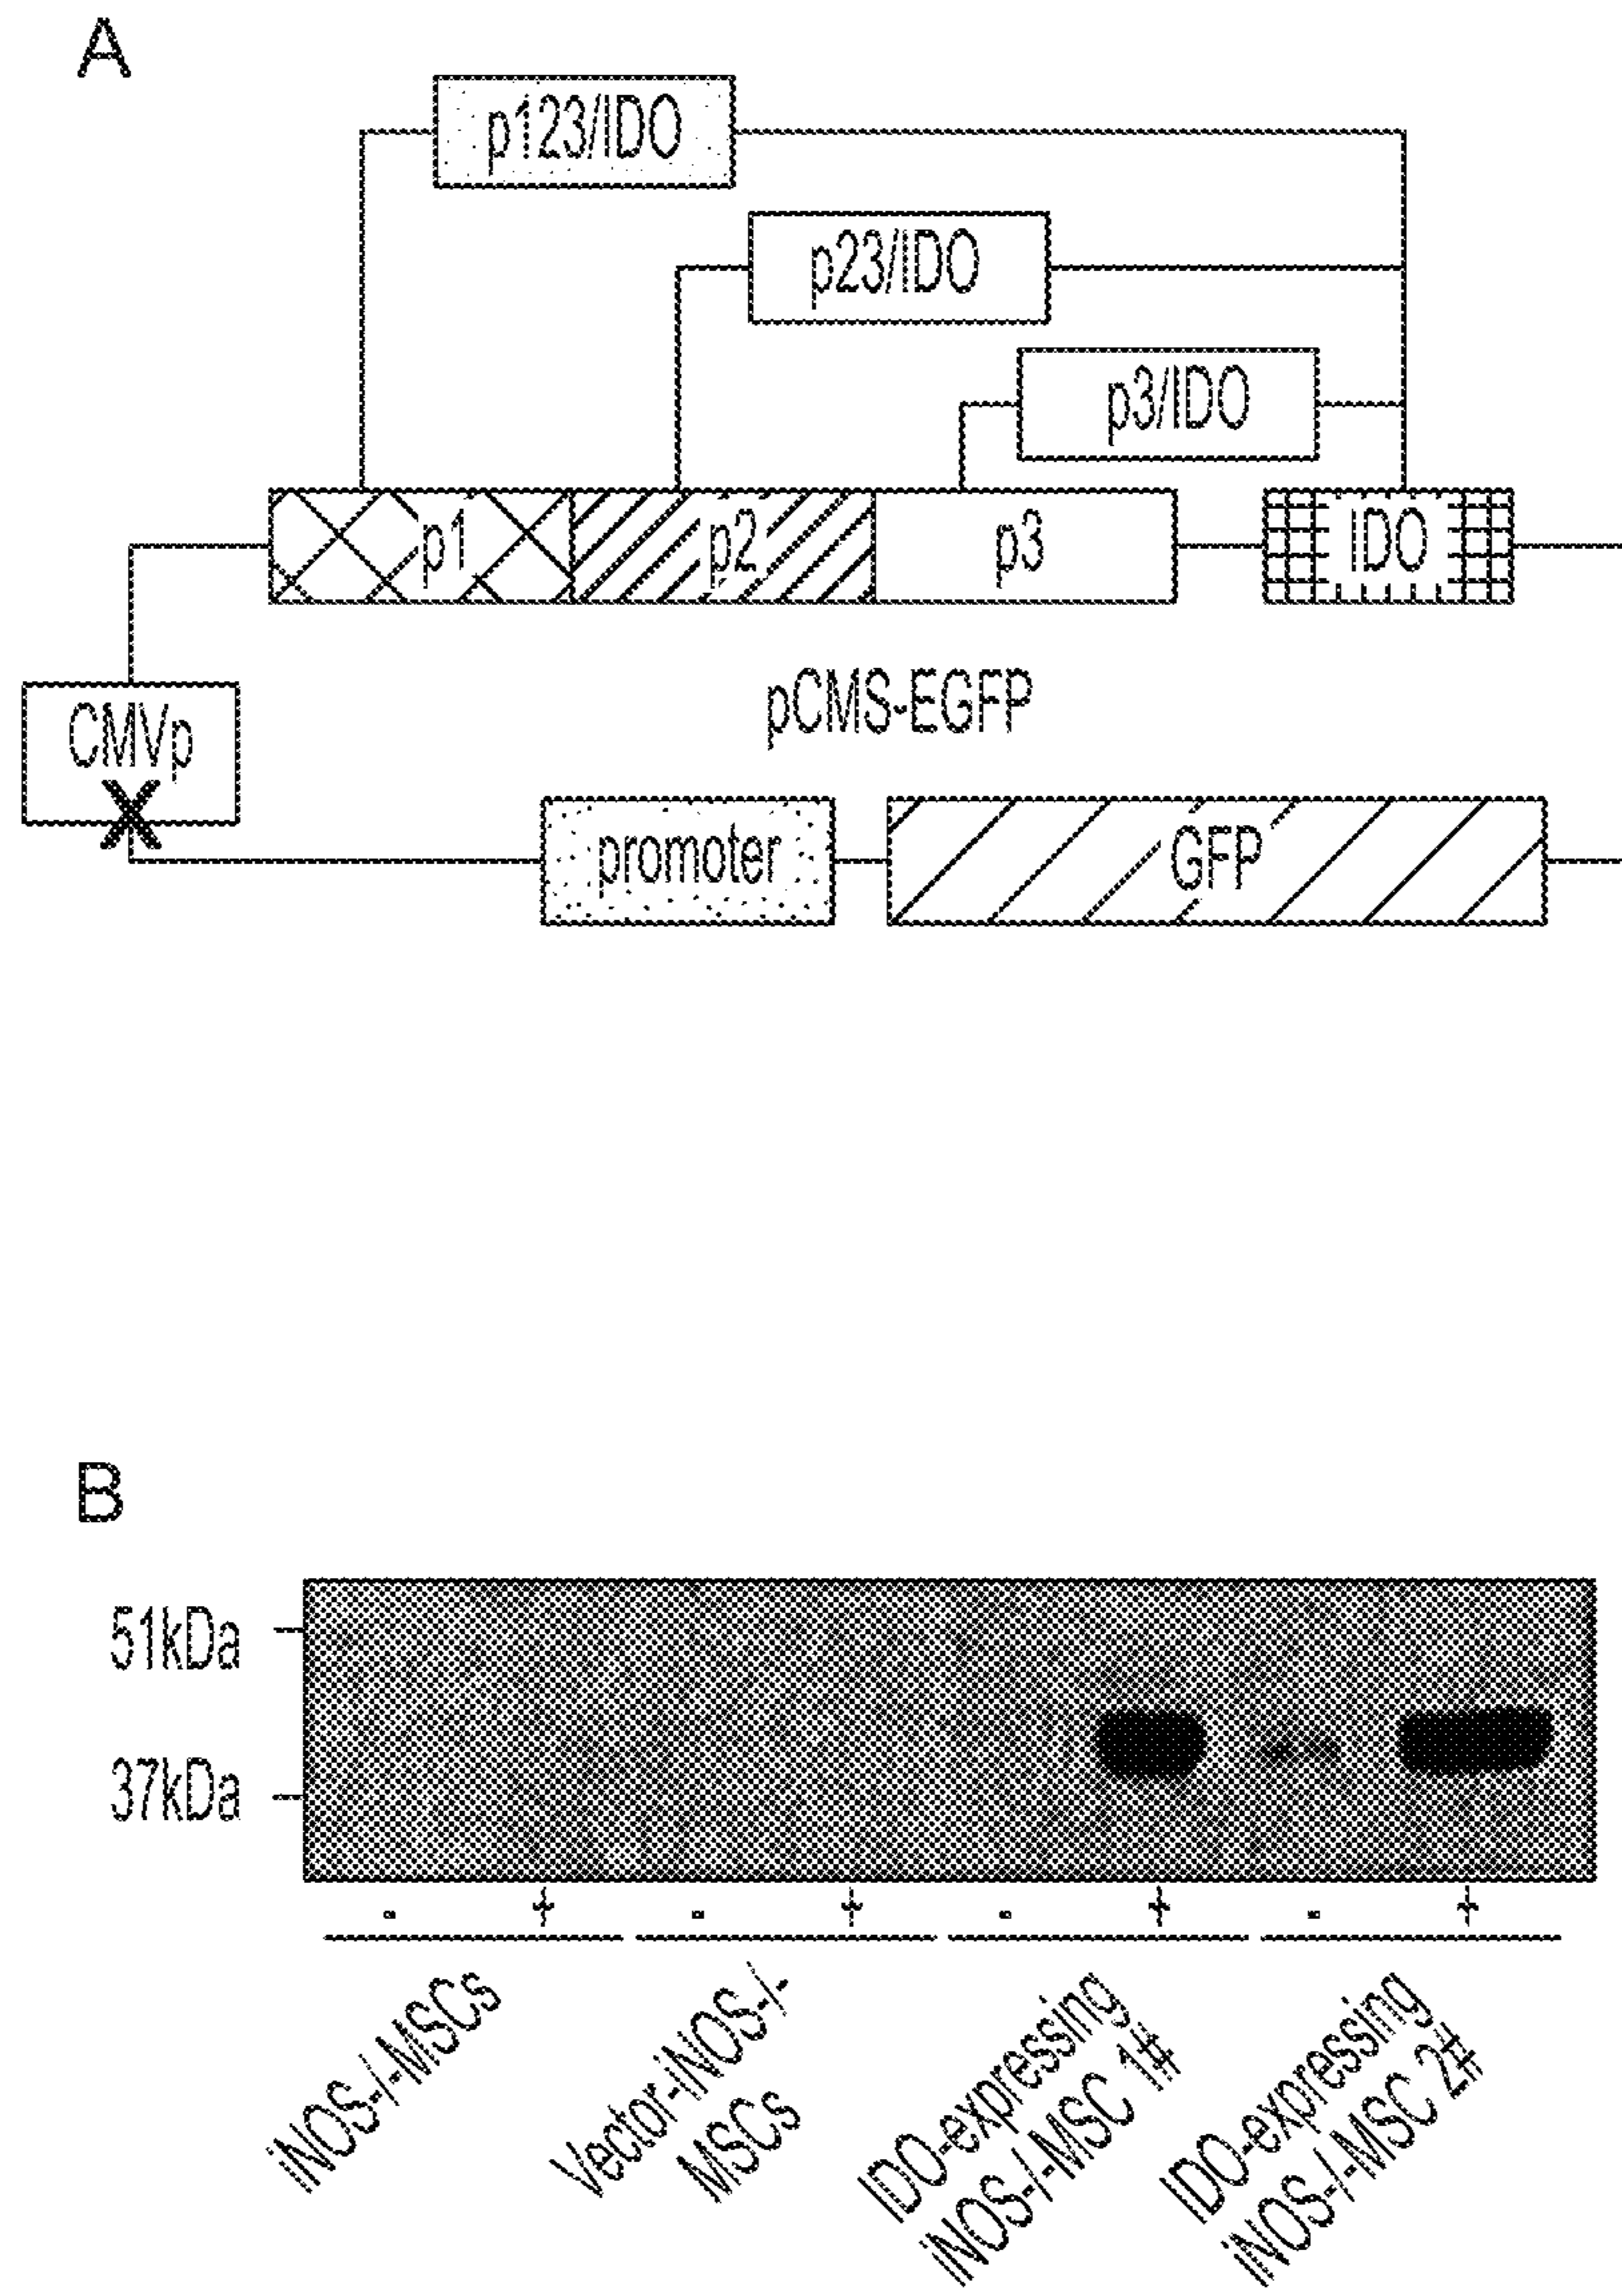 A
p123/IDO
p23/IDO
p3/IDO
p1 p2 p3 IDO
pCMS-EGFP
CMVp
X
promoter GFP
B
51kDa
37kDa
- + - + - + - +
iNOS-/-MSCs
Vector-iNOS-/-
MSCs
IDO-expressing
iNOS-/-MSC 1#
IDO-expressing
iNOS-/-MSC 2#